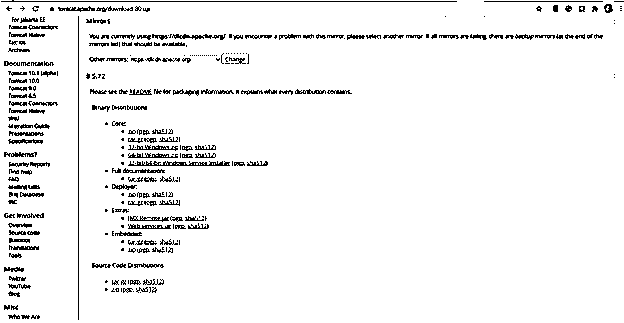 tomcat.apache.org/download-80.cgi
For Jakarta EE
Tomcat Connectors
Tomcat Native
Taglibs
Archives
Documentation
Tomcat 10.1 (alpha)
Tomcat 10.0
Tomcat 9.0
Tomcat 8.5
Tomcat Connectors
Tomcat Native
Wiki
Migration Guide
Presentations
Specifications
Problems?
Security Reports
Find help
FAQ
Mailing Lists
Bug Database
IRC
Get Involved
Overview
Source code
Buildbot
Translations
Tools
Media
Twitter
YouTube
Blog
Misc
Who We Are
Mirrors
You are currently using https://dlcdn.apache.org/. If you encounter a problem with this mirror, please select another mirror. If all mirrors are failing, there are backup mirrors (at the end of the
mirrors list) that should be available.
Other mirrors: https://dlcdn.apache.org/ Change
8.5.72
Please see the README file for packaging information. It explains what every distribution contains.
Binary Distributions
Core:
zip (pgp, sha512)
tar.gz (pgp, sha512)
32-bit Windows zip (pgp, sha512)
64-bit Windows zip (pgp, sha512)
32-bit/64-bit Windows Service Installer (pgp, sha512)
Full documentation:
tar.gz (pgp, sha512)
Deployer:
zip (pgp, sha512)
tar.gz (pgp, sha512)
Extras:
JMX Remote jar (pgp, sha512)
Web services jar (pgp, sha512)
Embedded:
tar.gz (pgp, sha512)
zip (pgp, sha512)
Source Code Distributions
tar.gz (pgp, sha512)
zip (pgp, sha512)